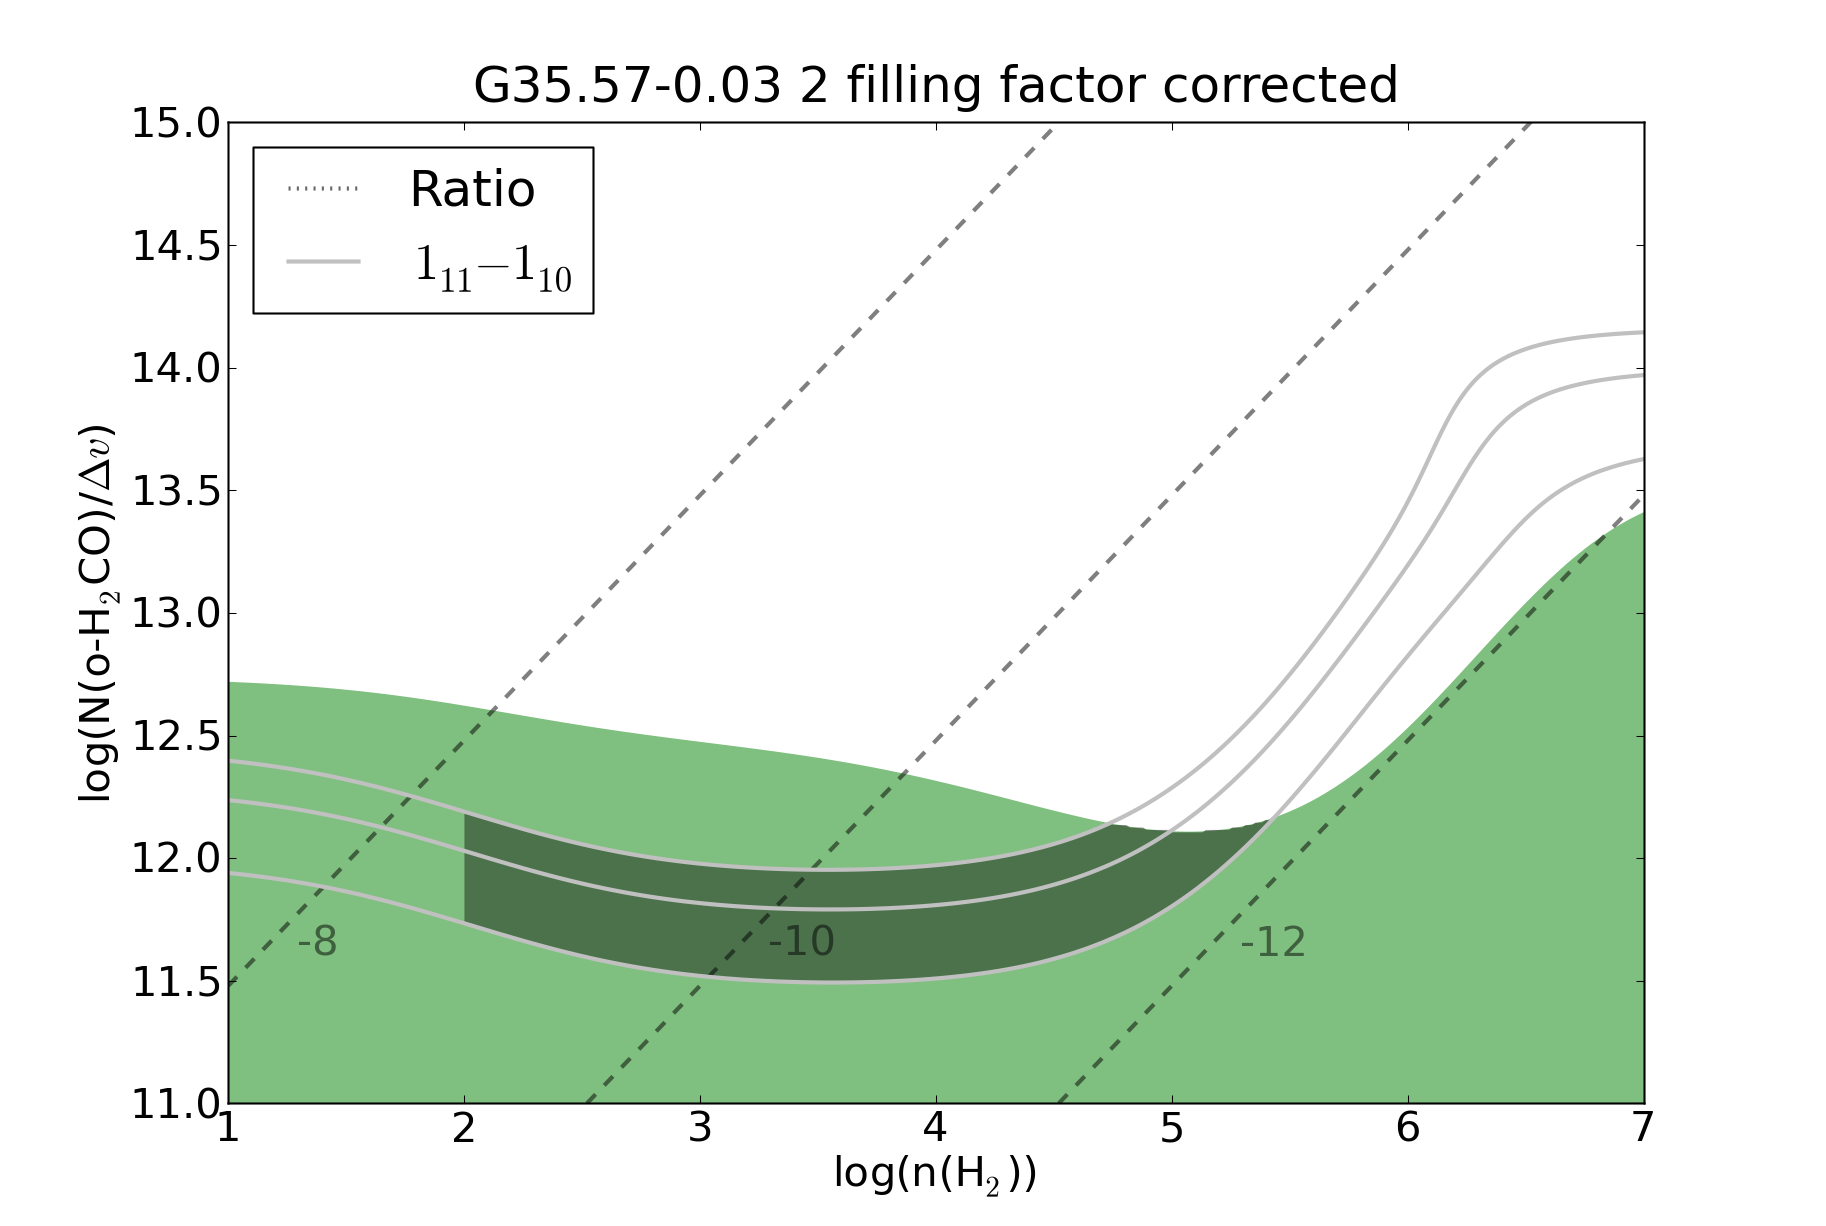 G35.57-0.03 2 filling factor corrected
15.0
14.5
14.0
13.5
13.0
12.5
12.0
11.5
11.0
log(N(o-H₂CO)/Δv)
Ratio
1₁₁−1₁₀
-8
-10
-12
1 2 3 4 5 6 7
log(n(H₂))